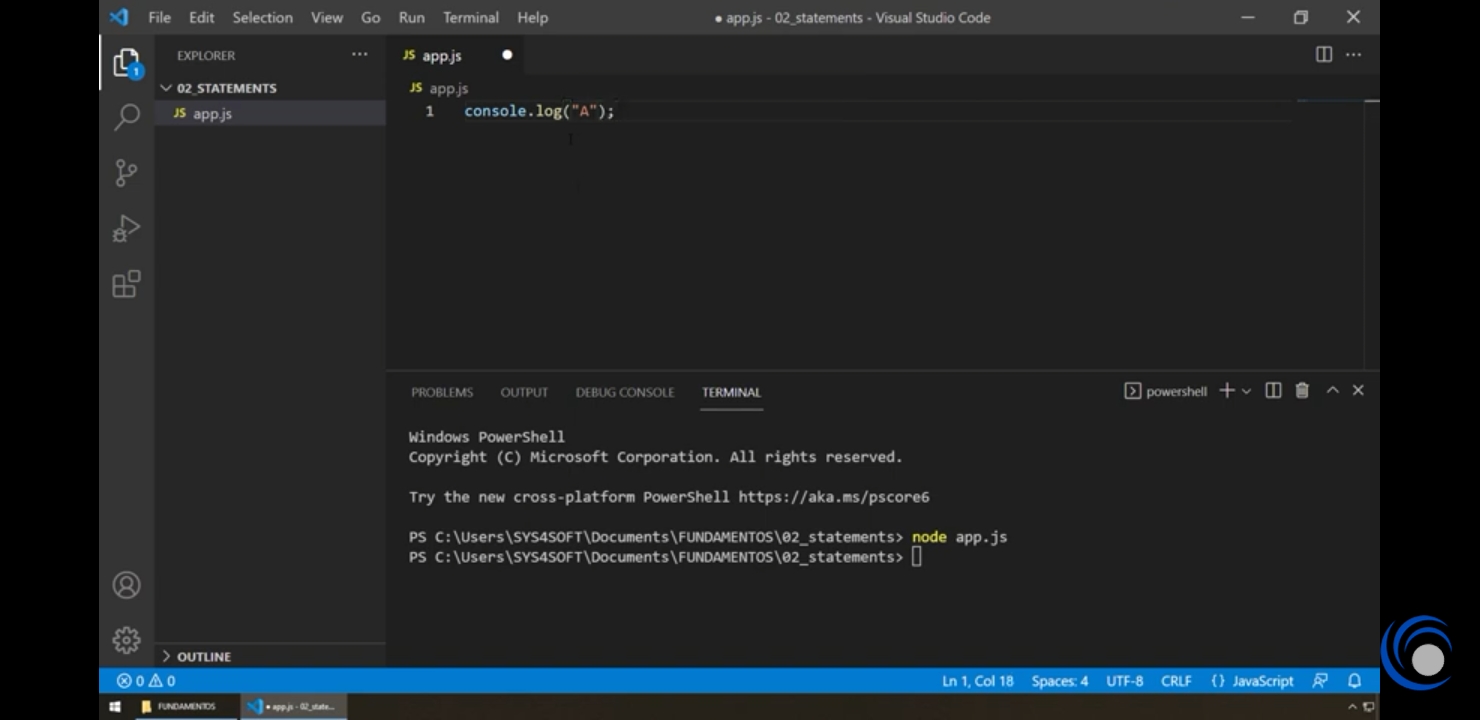 File Edit Selection View Go Run Terminal Help ● app.js - 02_statements - Visual Studio Code
EXPLORER ···
JS app.js ●
02_STATEMENTS
JS app.js
JS app.js
1 console.log("A");
1
PROBLEMS OUTPUT DEBUG CONSOLE TERMINAL
powershell
Windows PowerShell
Copyright (C) Microsoft Corporation. All rights reserved.
Try the new cross-platform PowerShell https://aka.ms/pscore6
PS C:\Users\SYS4SOFT\Documents\FUNDAMENTOS\02_statements> node app.js
PS C:\Users\SYS4SOFT\Documents\FUNDAMENTOS\02_statements>
OUTLINE
0 0
Ln 1, Col 18 Spaces: 4 UTF-8 CRLF {} JavaScript
FUNDAMENTOS
● app.js - 02_state...